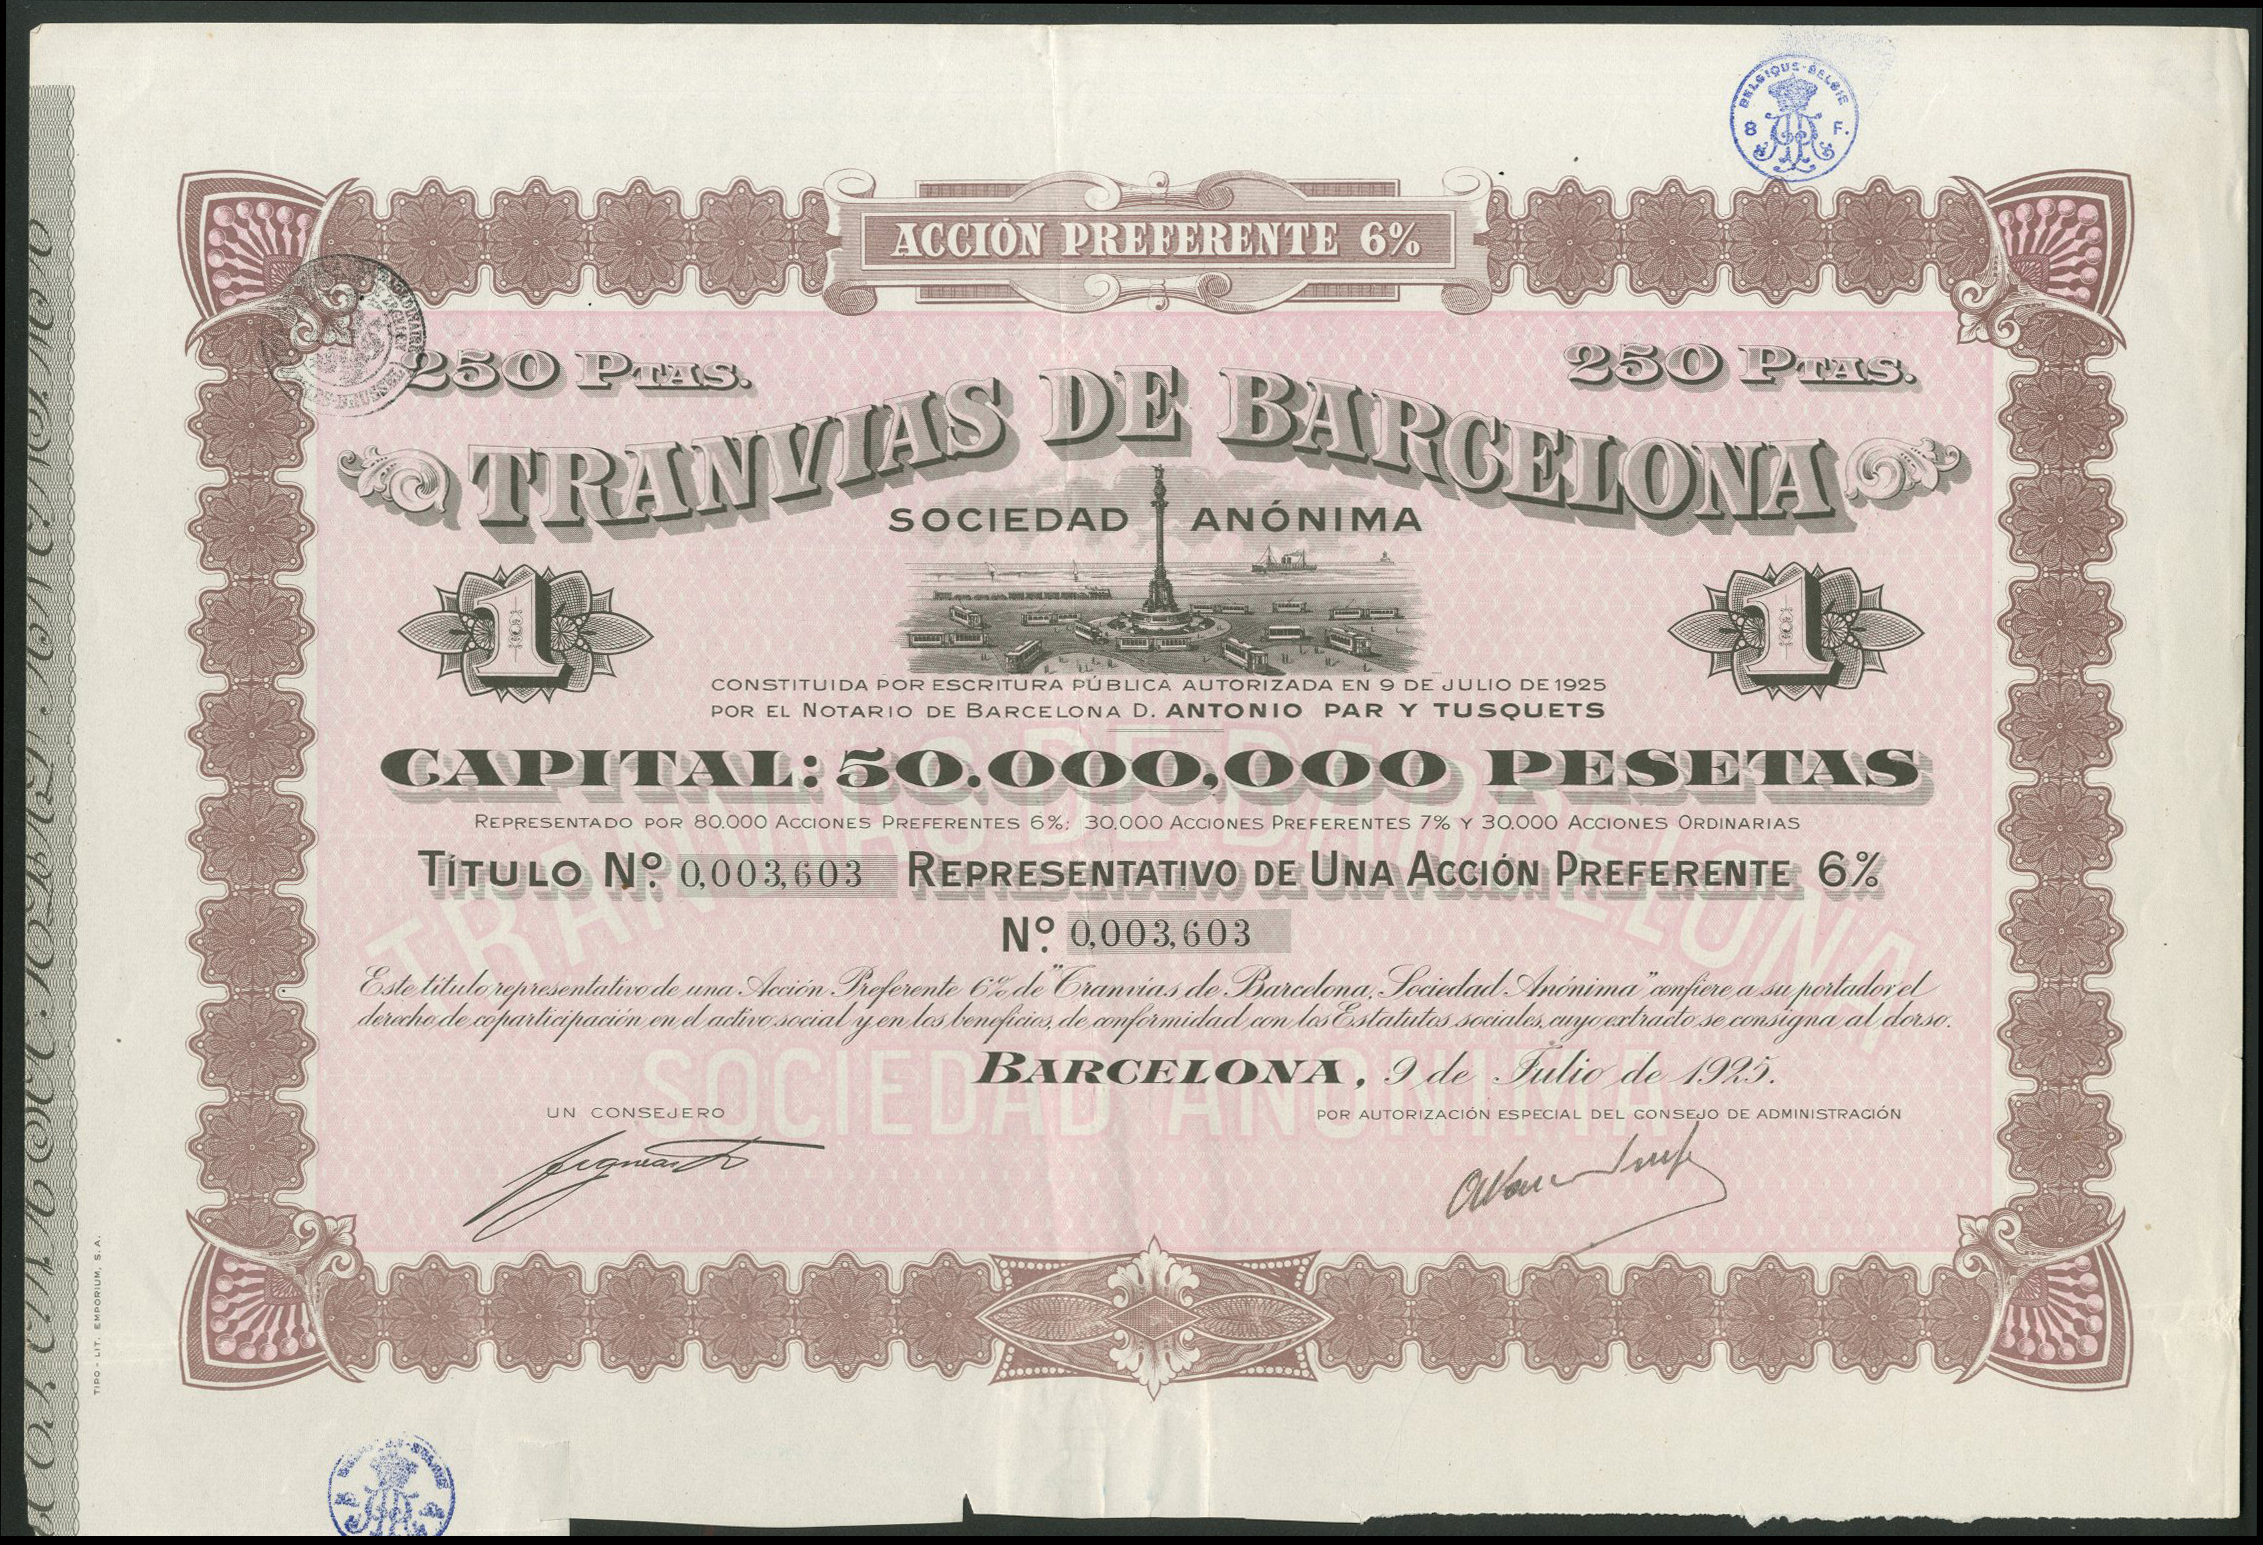 BELGIQUE-BELGIE
8 F.
ACCIÓN PREFERENTE 6%
250 PTAS.
250 PTAS.
TRANVIAS DE BARCELONA
SOCIEDAD ANÓNIMA
1
1
CONSTITUIDA POR ESCRITURA PÚBLICA AUTORIZADA EN 9 DE JULIO DE 1925
POR EL NOTARIO DE BARCELONA D. ANTONIO PAR Y TUSQUETS
CAPITAL: 50.000,000 PESETAS
REPRESENTADO POR 80.000 ACCIONES PREFERENTES 6%; 30.000 ACCIONES PREFERENTES 7% Y 30.000 ACCIONES ORDINARIAS
TÍTULO Nº. 0,003,603 REPRESENTATIVO DE UNA ACCIÓN PREFERENTE 6%
Nº. 0,003,603
TRANVIAS DE BARCELONA
Este título representativo de una Acción Preferente 6% de "Tranvías de Barcelona, Sociedad Anónima" confiere a su portador el
derecho de coparticipación en el activo social y en los beneficios, de conformidad con los Estatutos sociales, cuyo extracto se consigna al dorso.
SOCIEDAD ANONIMA
BARCELONA, 9 de Julio de 1925.
UN CONSEJERO
POR AUTORIZACIÓN ESPECIAL DEL CONSEJO DE ADMINISTRACIÓN
TIPO - LIT. EMPORIUM, S.A.